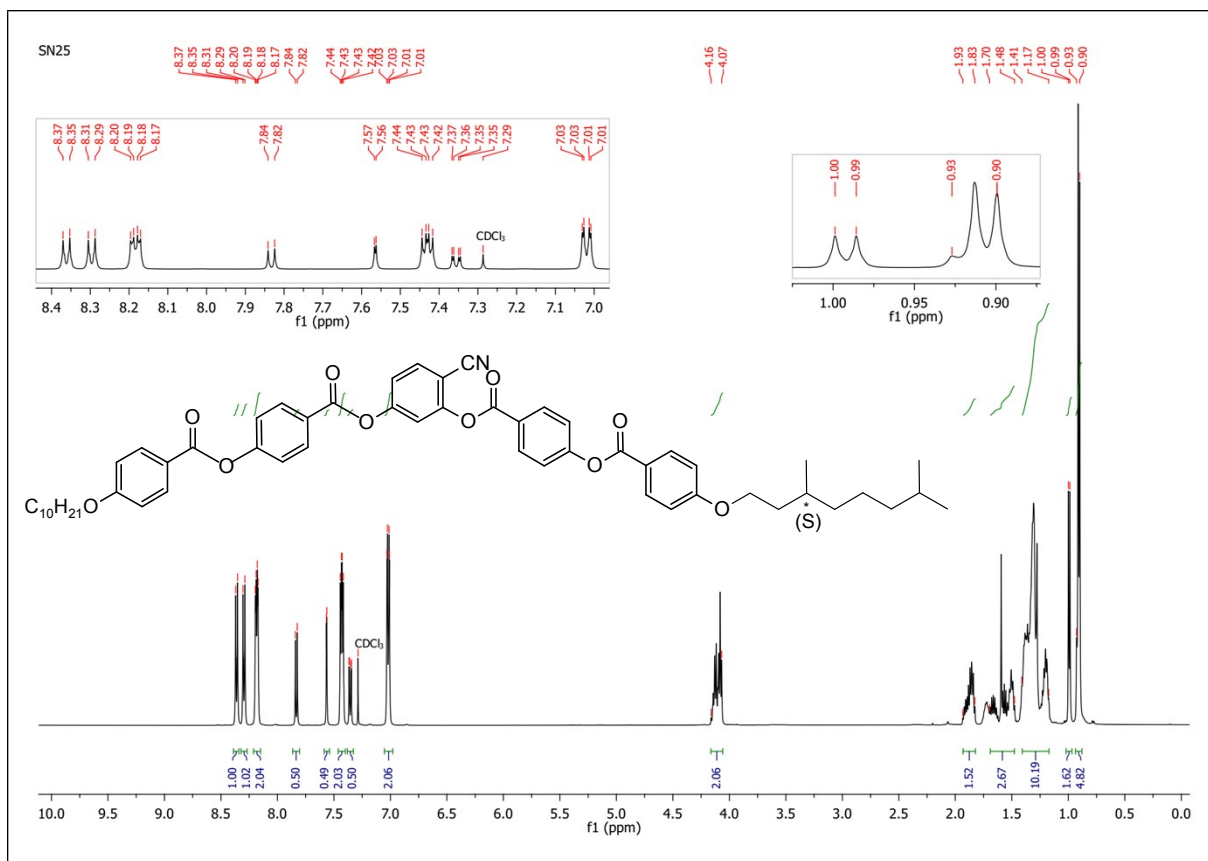 SN25
8.37 8.35 8.31 8.29 8.20 8.19 8.18 8.17 7.84 7.82 7.44 7.43 7.43 7.42 7.03 7.03 7.01 7.01 4.16 4.07 1.93 1.83 1.70 1.48 1.41 1.17 1.00 0.99 0.93 0.90
8.37 8.35 8.31 8.29 8.20 8.19 8.18 8.17 7.84 7.82 7.57 7.56 7.44 7.43 7.43 7.42 7.37 7.36 7.35 7.35 7.29 7.03 7.03 7.01 7.01
CDCl3
8.4 8.3 8.2 8.1 8.0 7.9 7.8 7.7 7.6 7.5 7.4 7.3 7.2 7.1 7.0
f1 (ppm)
1.00 0.99 0.93 0.90
1.00 0.95 0.90
f1 (ppm)
O CN O
O O O O
O O
C10H21O O * (S)
CDCl3
1.00 1.02 2.04 0.50 0.49 2.03 0.50 2.06 2.06 1.52 2.67 10.19 1.62 4.82
10.0 9.5 9.0 8.5 8.0 7.5 7.0 6.5 6.0 5.5 5.0 4.5 4.0 3.5 3.0 2.5 2.0 1.5 1.0 0.5 0.0
f1 (ppm)